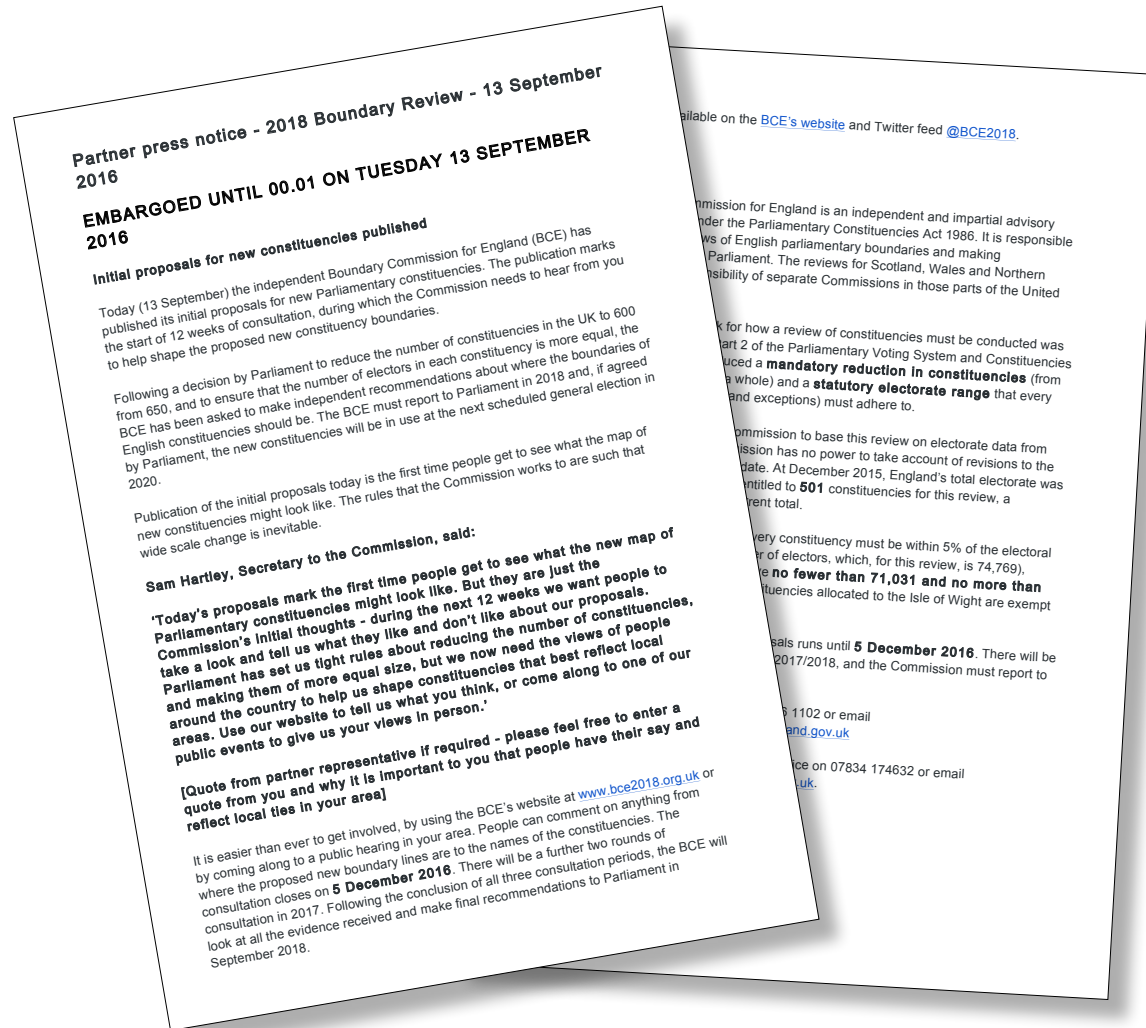 Partner press notice - 2018 Boundary Review - 13 September
2016
EMBARGOED UNTIL 00.01 ON TUESDAY 13 SEPTEMBER
2016
Initial proposals for new constituencies published
Today (13 September) the independent Boundary Commission for England (BCE) has
published its initial proposals for new Parliamentary constituencies. The publication marks
the start of 12 weeks of consultation, during which the Commission needs to hear from you
to help shape the proposed new constituency boundaries.
Following a decision by Parliament to reduce the number of constituencies in the UK to 600
from 650, and to ensure that the number of electors in each constituency is more equal, the
BCE has been asked to make independent recommendations about where the boundaries of
English constituencies should be. The BCE must report to Parliament in 2018 and, if agreed
by Parliament, the new constituencies will be in use at the next scheduled general election in
2020.
Publication of the initial proposals today is the first time people get to see what the map of
new constituencies might look like. The rules that the Commission works to are such that
wide scale change is inevitable.
Sam Hartley, Secretary to the Commission, said:
'Today's proposals mark the first time people get to see what the new map of
Parliamentary constituencies might look like. But they are just the
Commission's initial thoughts - during the next 12 weeks we want people to
take a look and tell us what they like and don't like about our proposals.
Parliament has set us tight rules about reducing the number of constituencies,
and making them of more equal size, but we now need the views of people
around the country to help us shape constituencies that best reflect local
areas. Use our website to tell us what you think, or come along to one of our
public events to give us your views in person.'
[Quote from partner representative if required - please feel free to enter a
quote from you and why it is important to you that people have their say and
reflect local ties in your area]
It is easier than ever to get involved, by using the BCE's website at www.bce2018.org.uk or
by coming along to a public hearing in your area. People can comment on anything from
where the proposed new boundary lines are to the names of the constituencies. The
consultation closes on 5 December 2016. There will be a further two rounds of
consultation in 2017. Following the conclusion of all three consultation periods, the BCE will
look at all the evidence received and make final recommendations to Parliament in
September 2018.
on the BCE's website and Twitter feed @BCE2018.
for England is an independent and impartial advisory
under the Parliamentary Constituencies Act 1986. It is responsible
of English parliamentary boundaries and making
Parliament. The reviews for Scotland, Wales and Northern
of separate Commissions in those parts of the United
for how a review of constituencies must be conducted was
2 of the Parliamentary Voting System and Constituencies
a mandatory reduction in constituencies (from
a whole) and a statutory electorate range that every
and exceptions) must adhere to.
to base this review on electorate data from
has no power to take account of revisions to the
date. At December 2015, England's total electorate was
entitled to 501 constituencies for this review, a
total.
every constituency must be within 5% of the electoral
of electors, which, for this review, is 74,769),
no fewer than 71,031 and no more than
allocated to the Isle of Wight are exempt
runs until 5 December 2016. There will be
2017/2018, and the Commission must report to
1102 or email
on 07834 174632 or email